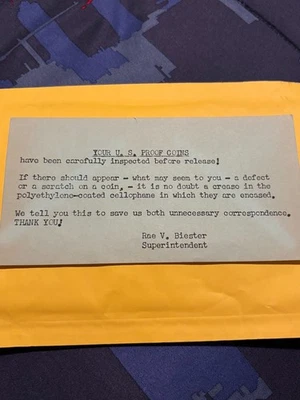 YOUR U. S. PROOF COINS
have been carefully inspected before release!
If there should appear - what may seem to you - a defect
or a scratch on a coin, - it is no doubt a crease in the
polyethylene-coated cellophane in which they are encased.
We tell you this to save us both unnecessary correspondence.
THANK YOU!
Rae V. Biester
Superintendent